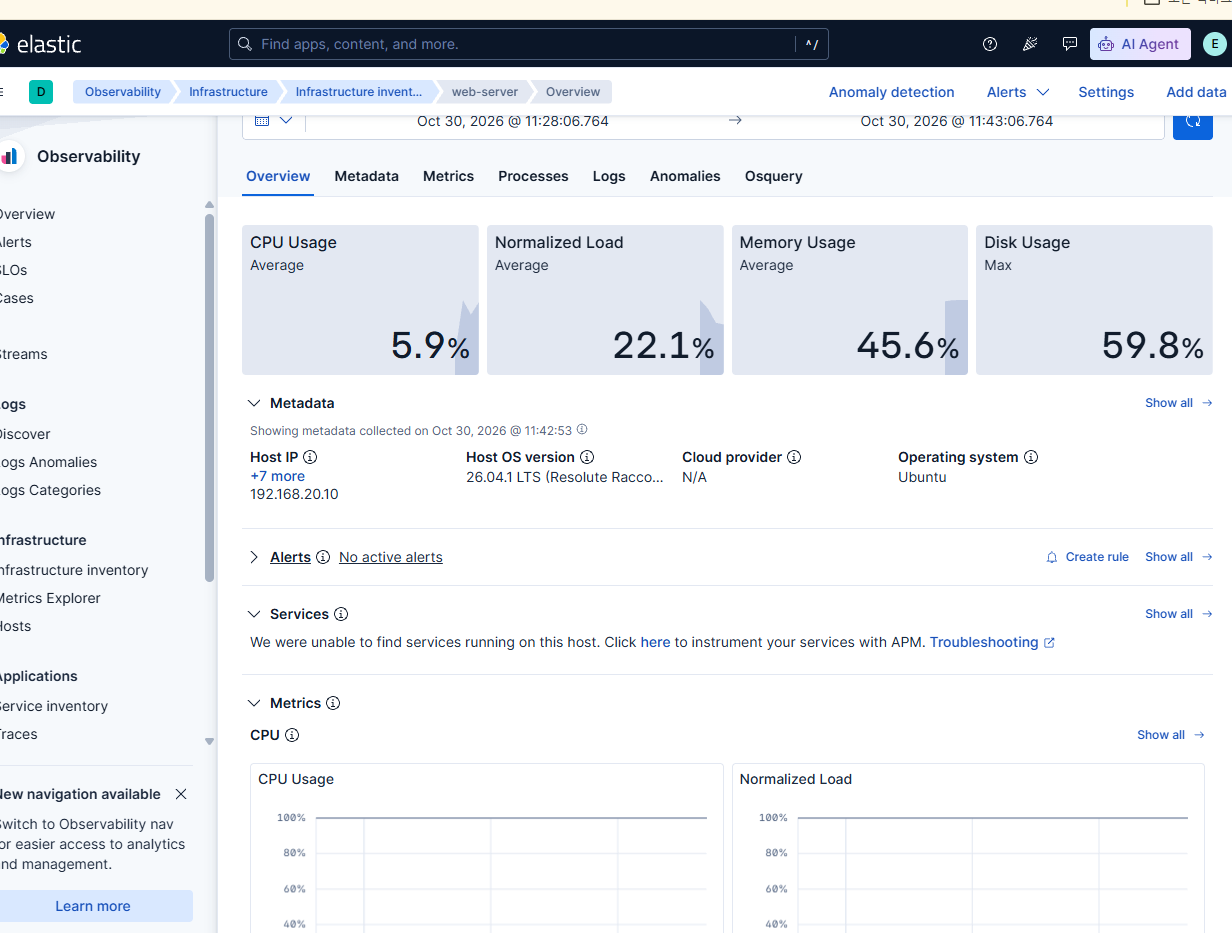 elastic
Find apps, content, and more.
^ /
AI Agent
E
D
Observability
Infrastructure
Infrastructure invent...
web-server
Overview
Anomaly detection
Alerts
Settings
Add data
Oct 30, 2026 @ 11:28:06.764
Oct 30, 2026 @ 11:43:06.764
Observability
Overview
Alerts
SLOs
Cases
Streams
Logs
Discover
Logs Anomalies
Logs Categories
Infrastructure
Infrastructure inventory
Metrics Explorer
Hosts
Applications
Service inventory
Traces
New navigation available
Switch to Observability nav
for easier access to analytics
and management.
Learn more
Overview
Metadata
Metrics
Processes
Logs
Anomalies
Osquery
CPU Usage
Average
5.9%
Normalized Load
Average
22.1%
Memory Usage
Average
45.6%
Disk Usage
Max
59.8%
Metadata
Show all
Showing metadata collected on Oct 30, 2026 @ 11:42:53
Host IP
+7 more
192.168.20.10
Host OS version
26.04.1 LTS (Resolute Racco...
Cloud provider
N/A
Operating system
Ubuntu
Alerts
No active alerts
Create rule
Show all
Services
Show all
We were unable to find services running on this host. Click here to instrument your services with APM. Troubleshooting
Metrics
CPU
Show all
CPU Usage
100%
80%
60%
40%
Normalized Load
100%
80%
60%
40%